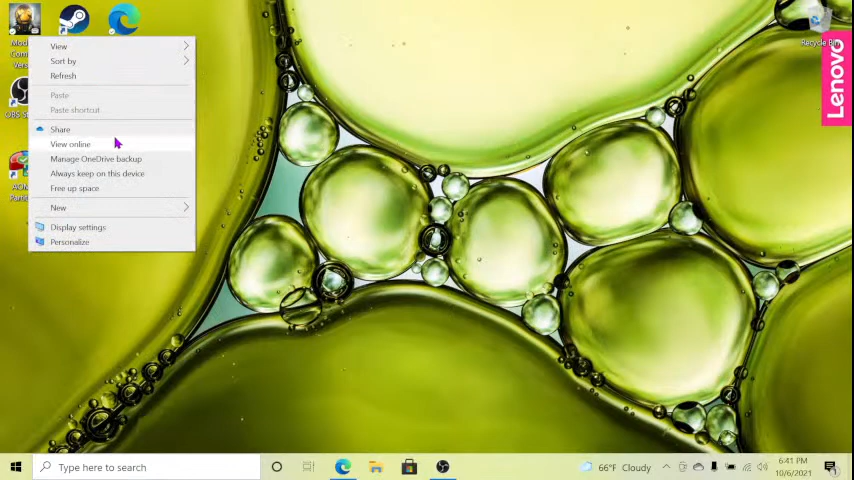 View
Sort by
Refresh
Paste
Paste shortcut
Share
View online
Manage OneDrive backup
Always keep on this device
Free up space
New
Display settings
Personalize
Recycle Bin
Lenovo
Type here to search
66°F Cloudy
6:41 PM
10/6/2021